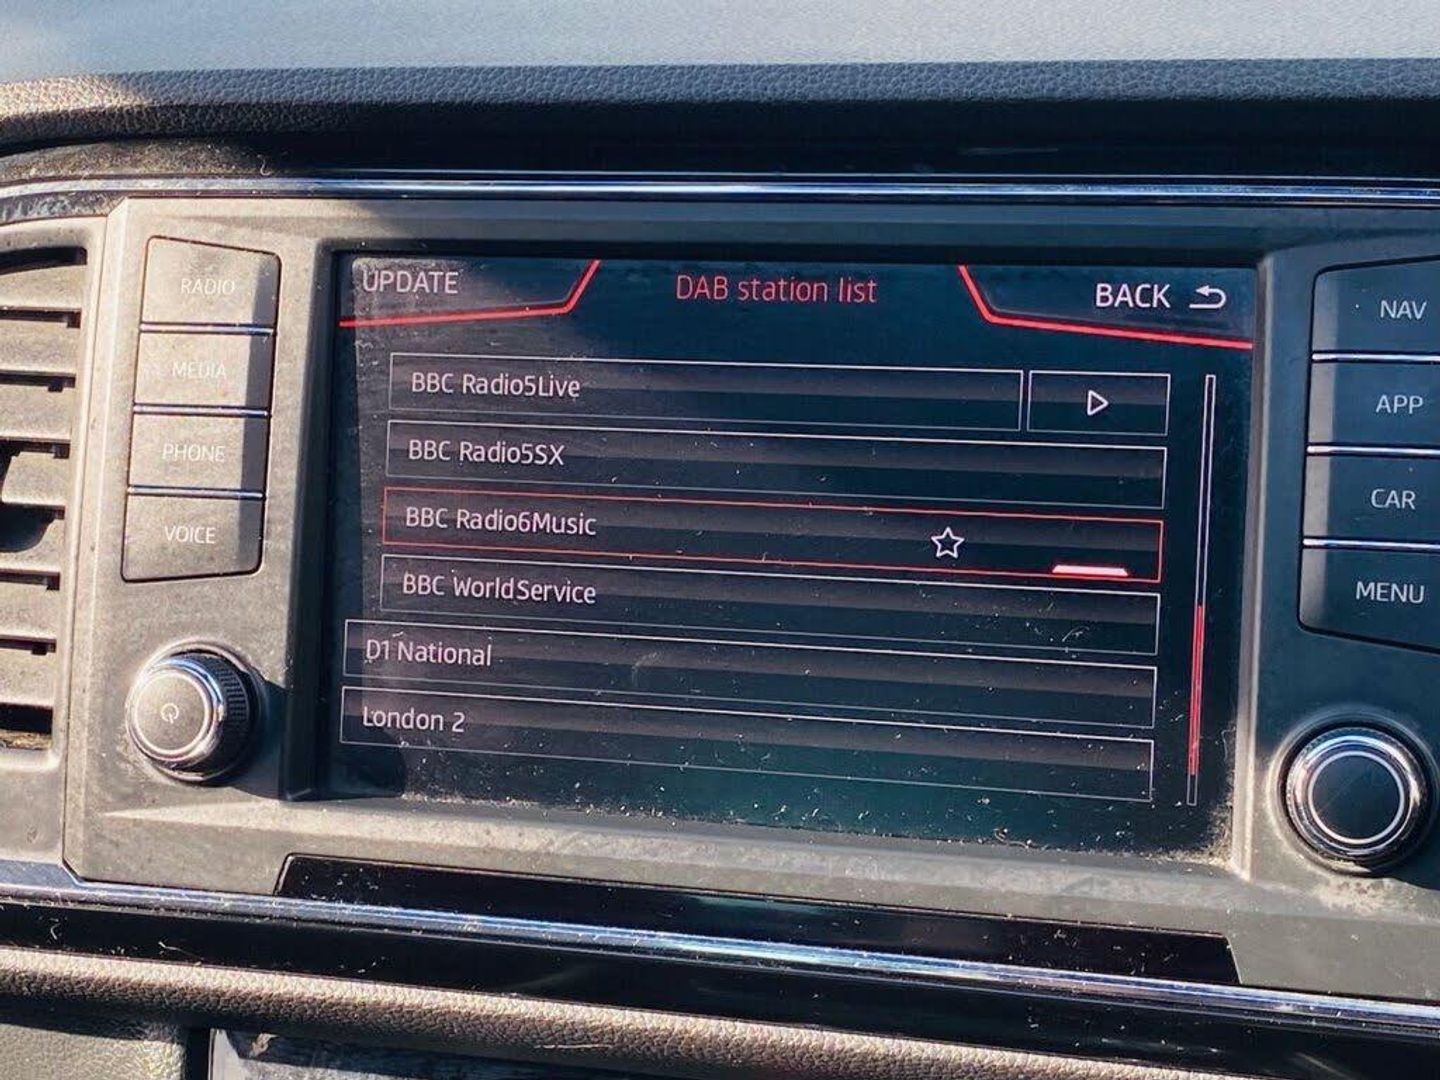 UPDATE
DAB station list
BACK
RADIO
MEDIA
PHONE
VOICE
BBC Radio5Live
BBC Radio5SX
BBC Radio6Music
BBC WorldService
D1 National
London 2
NAV
APP
CAR
MENU